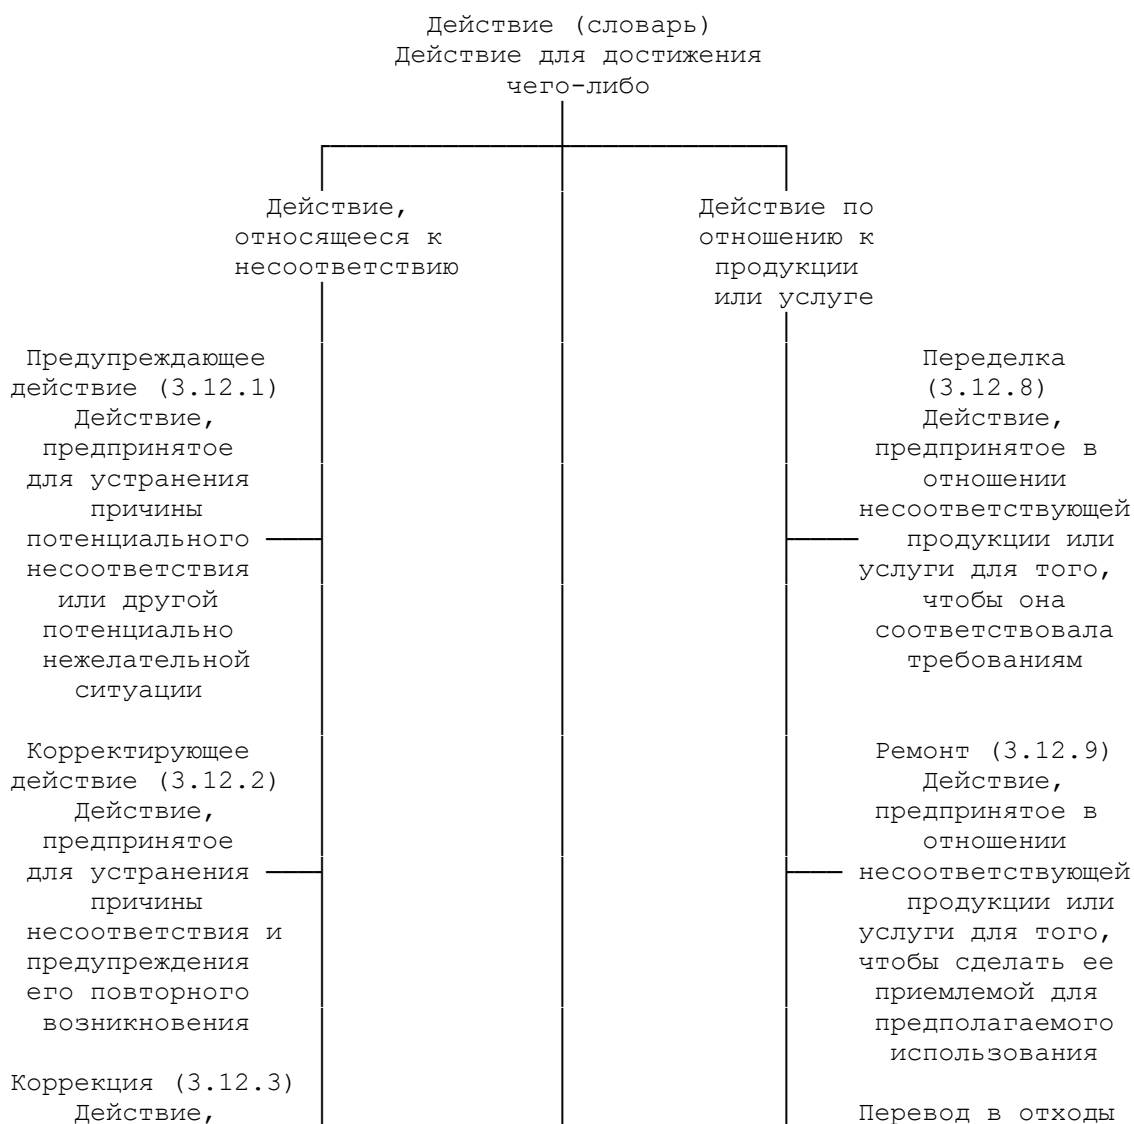 Действие (словарь)
Действие для достижения
чего-либо
Действие,
относящееся к
несоответствию
Действие по
отношению к
продукции
или услуге
Предупреждающее
действие (3.12.1)
Действие,
предпринятое
для устранения
причины
потенциального
несоответствия
или другой
потенциально
нежелательной
ситуации
Переделка
(3.12.8)
Действие,
предпринятое в
отношении
несоответствующей
продукции или
услуги для того,
чтобы она
соответствовала
требованиям
Корректирующее
действие (3.12.2)
Действие,
предпринятое
для устранения
причины
несоответствия и
предупреждения
его повторного
возникновения
Ремонт (3.12.9)
Действие,
предпринятое в
отношении
несоответствующей
продукции или
услуги для того,
чтобы сделать ее
приемлемой для
предполагаемого
использования
Коррекция (3.12.3)
Действие,
Перевод в отходы